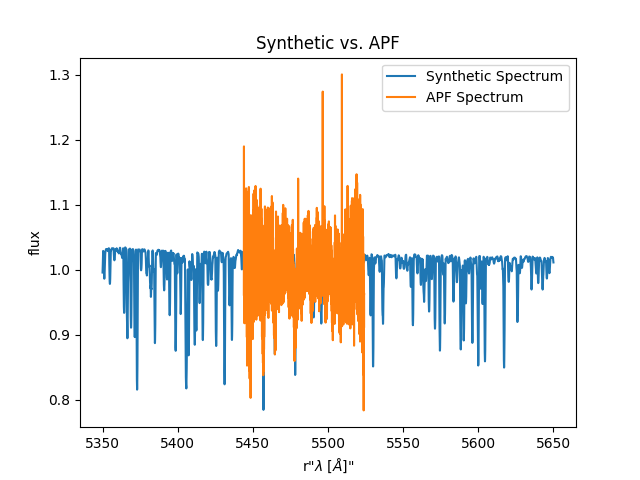 Synthetic vs. APF
Synthetic Spectrum
APF Spectrum
flux
1.3
1.2
1.1
1.0
0.9
0.8
5350 5400 5450 5500 5550 5600 5650
r"λ [Å]"